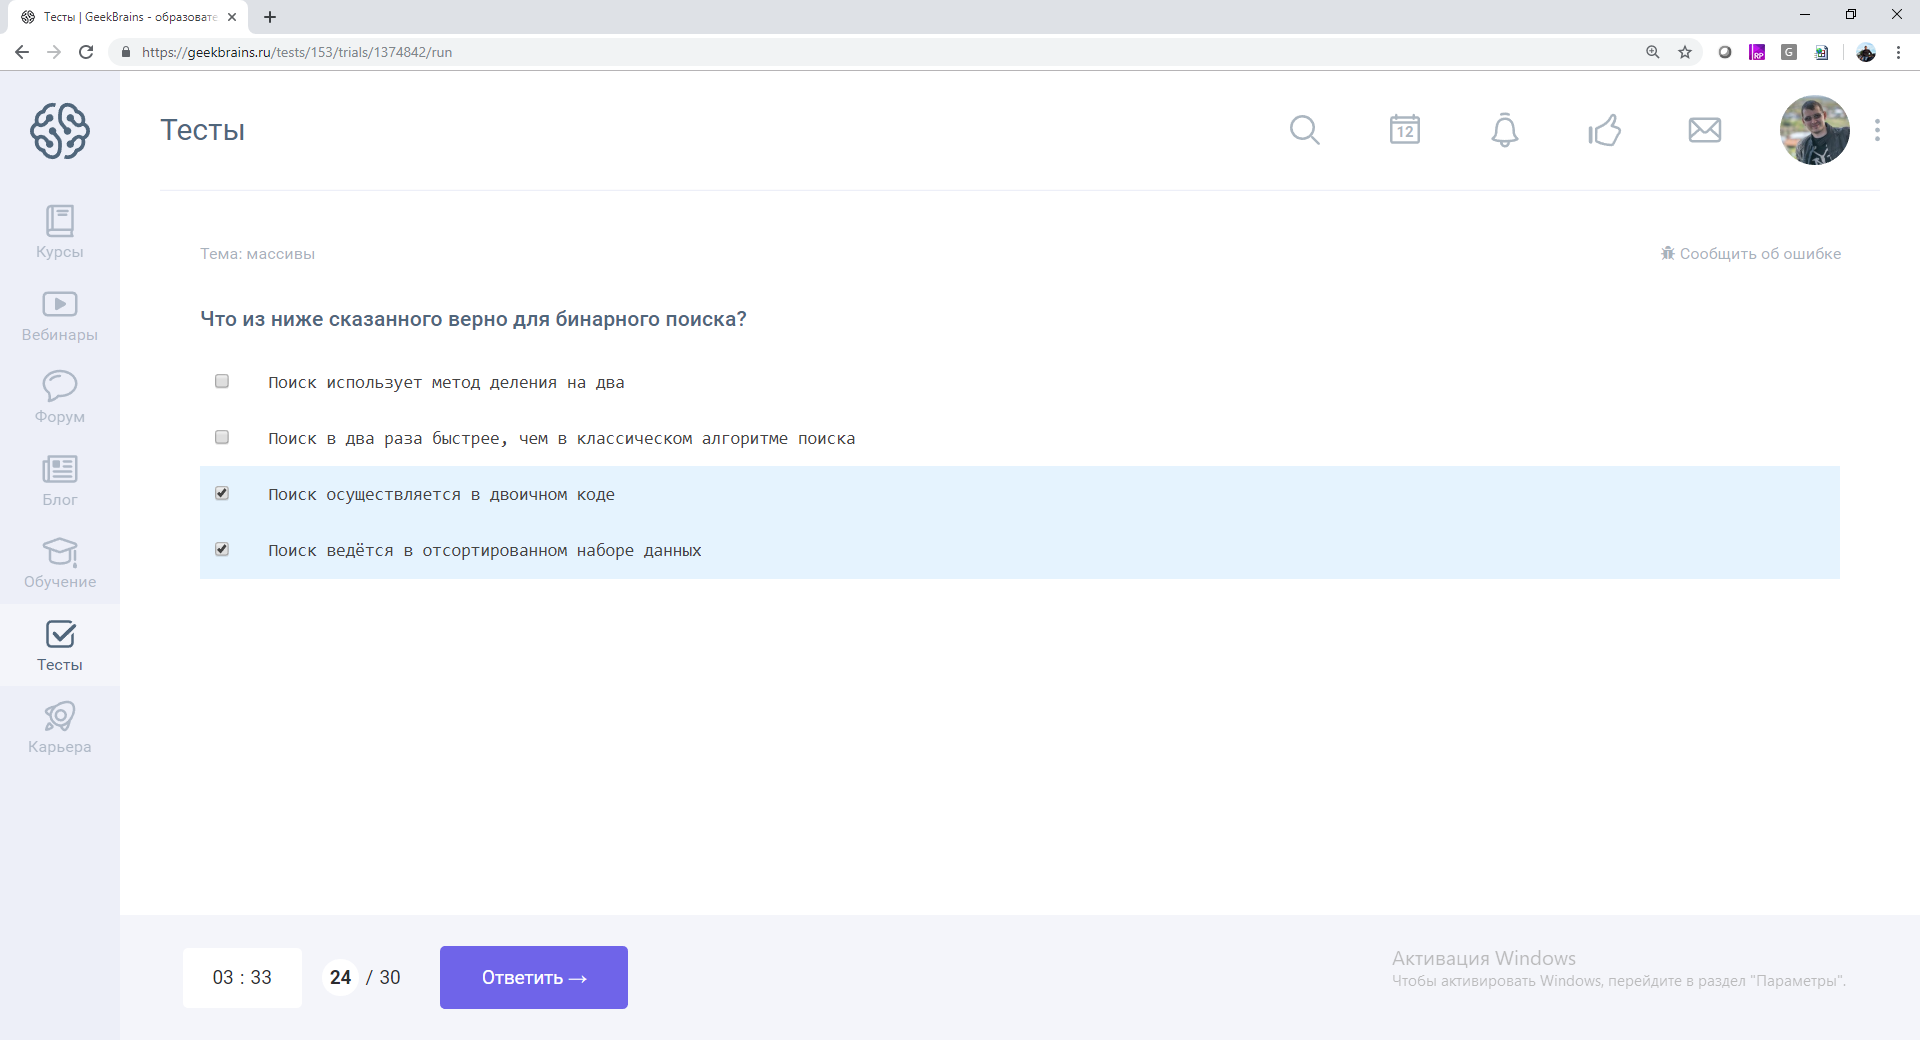 Тесты | GeekBrains - образовате
https://geekbrains.ru/tests/153/trials/1374842/run
RP
G
Тесты
12
Курсы
Вебинары
Форум
Блог
Обучение
Тесты
Карьера
Тема: массивы
Сообщить об ошибке
Что из ниже сказанного верно для бинарного поиска?
Поиск использует метод деления на два
Поиск в два раза быстрее, чем в классическом алгоритме поиска
Поиск осуществляется в двоичном коде
Поиск ведётся в отсортированном наборе данных
03 : 33
24 / 30
Ответить →
Активация Windows
Чтобы активировать Windows, перейдите в раздел "Параметры".